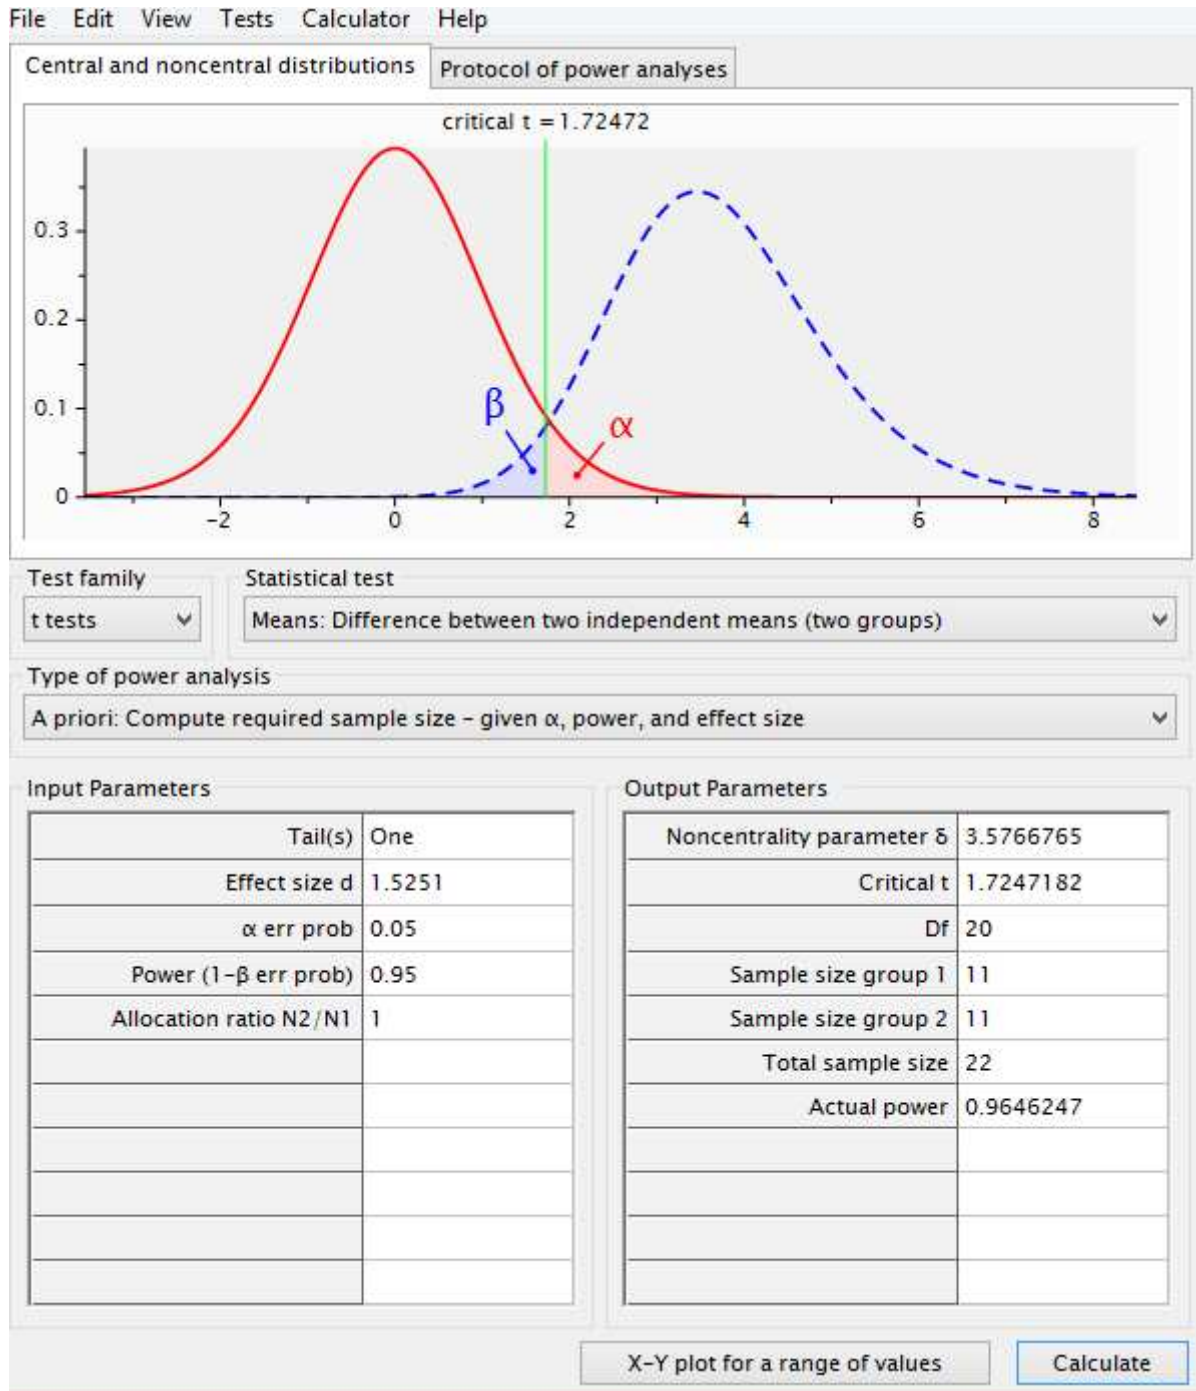 File Edit View Tests Calculator Help
Central and noncentral distributions Protocol of power analyses
critical t = 1.72472
0.3
0.2
0.1
0
β
α
-2 0 2 4 6 8
Test family Statistical test
t tests Means: Difference between two independent means (two groups)
Type of power analysis
A priori: Compute required sample size – given α, power, and effect size
Input Parameters
Tail(s) One
Effect size d 1.5251
α err prob 0.05
Power (1-β err prob) 0.95
Allocation ratio N2/N1 1
Output Parameters
Noncentrality parameter δ 3.5766765
Critical t 1.7247182
Df 20
Sample size group 1 11
Sample size group 2 11
Total sample size 22
Actual power 0.9646247
X-Y plot for a range of values Calculate